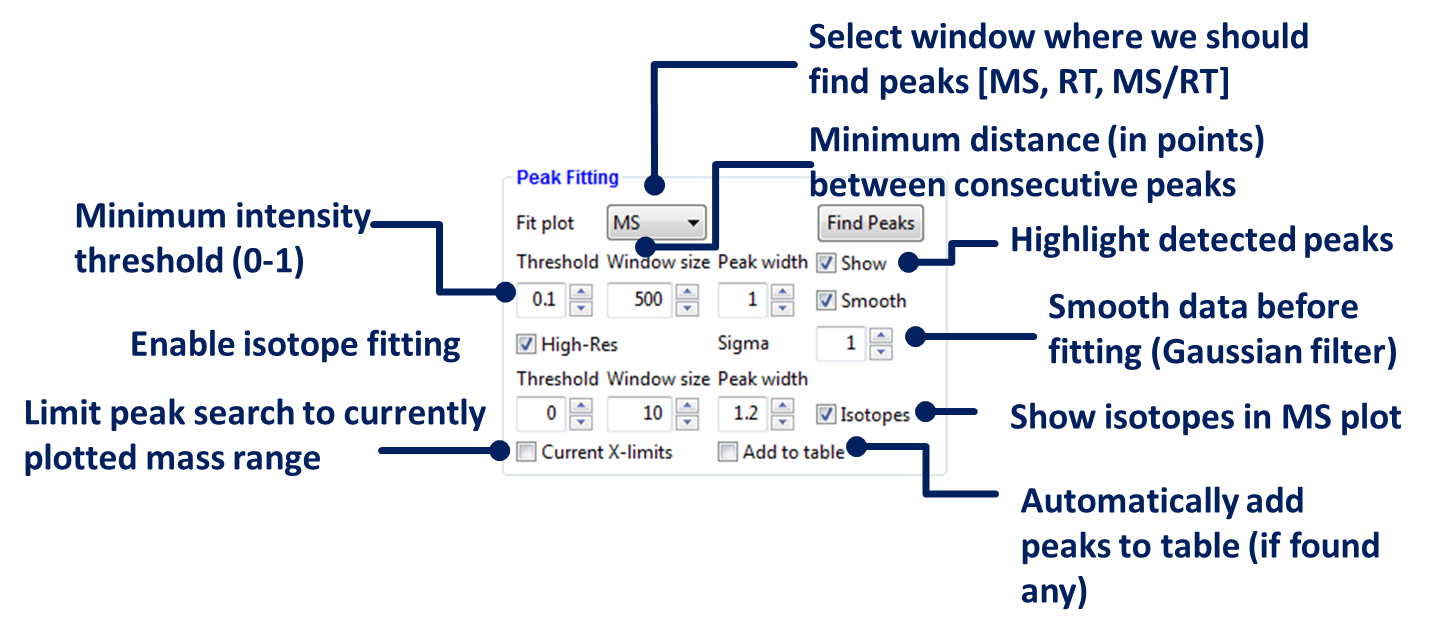 Select window where we should
find peaks [MS, RT, MS/RT]
Minimum distance (in points)
between consecutive peaks
Peak Fitting
Minimum intensity
threshold (0-1)
Fit plot MS Find Peaks
Highlight detected peaks
Threshold Window size Peak width Show
0.1 500 1 Smooth
Smooth data before
fitting (Gaussian filter)
Enable isotope fitting
High-Res Sigma 1
Threshold Window size Peak width
0 10 1.2 Isotopes
Show isotopes in MS plot
Limit peak search to currently
plotted mass range
Current X-limits Add to table
Automatically add
peaks to table (if found
any)